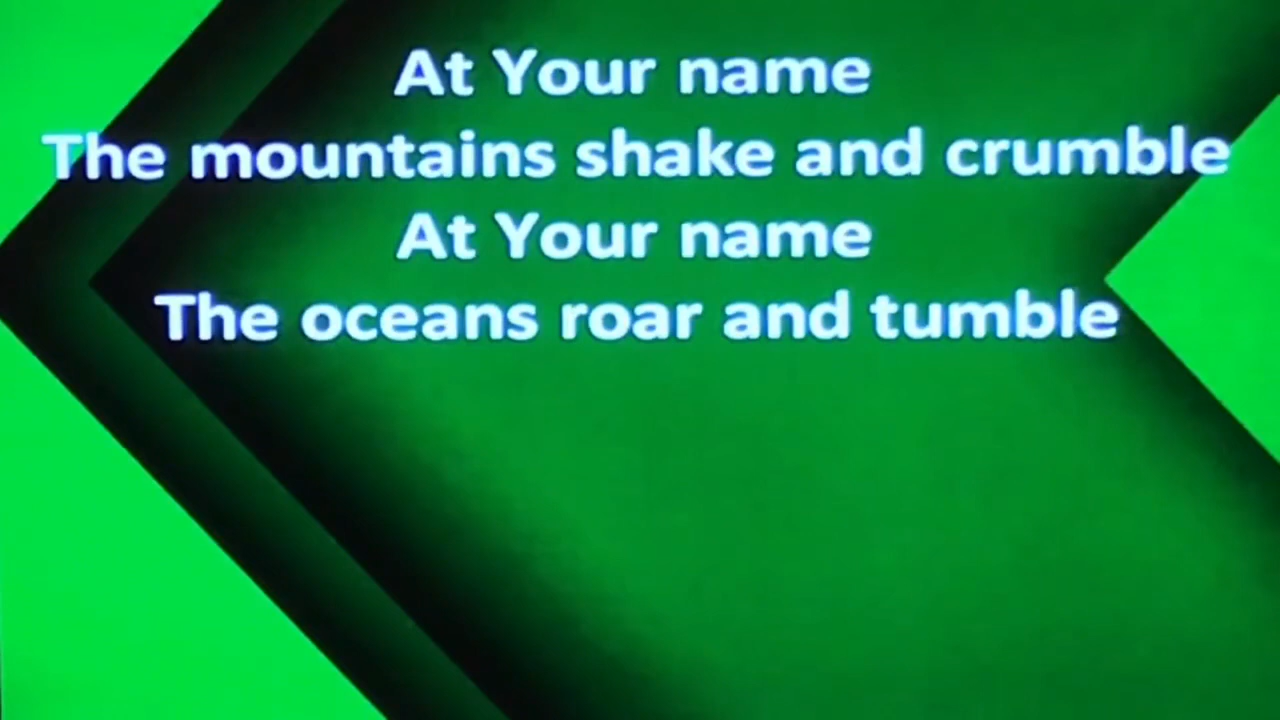 At Your name
The mountains shake and crumble
At Your name
The oceans roar and tumble